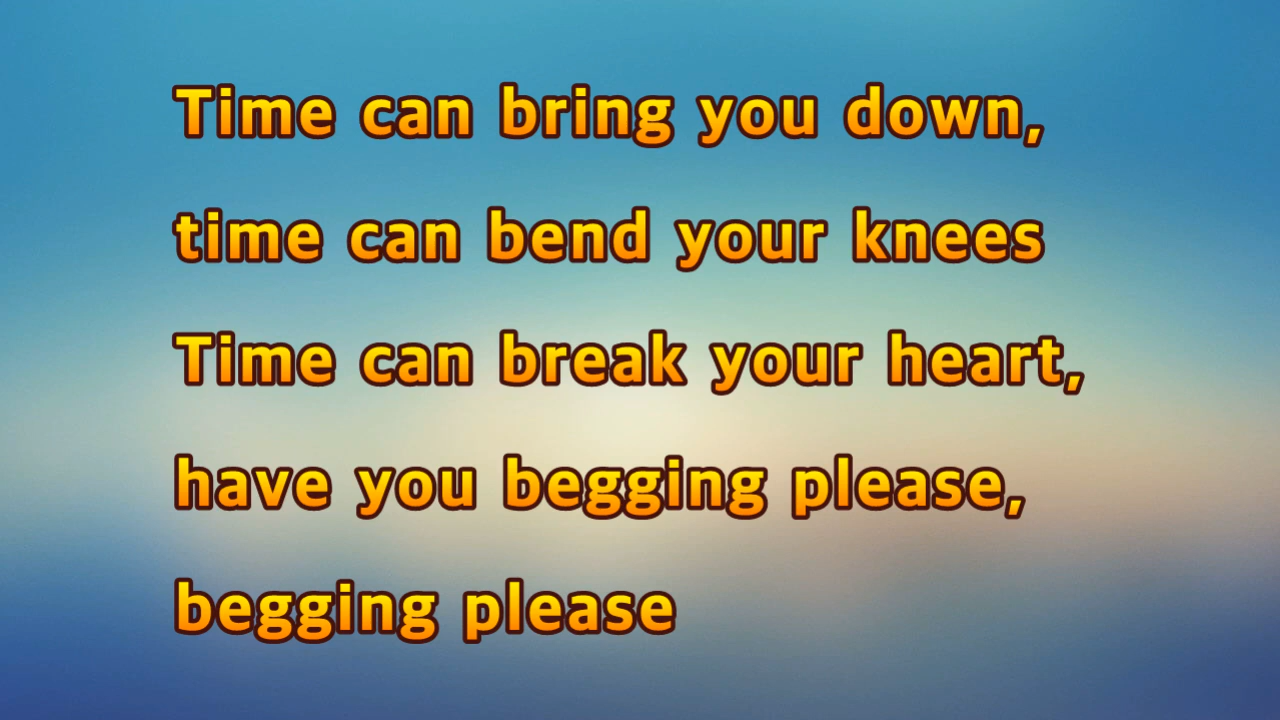 Time can bring you down,
time can bend your knees
Time can break your heart,
have you begging please,
begging please